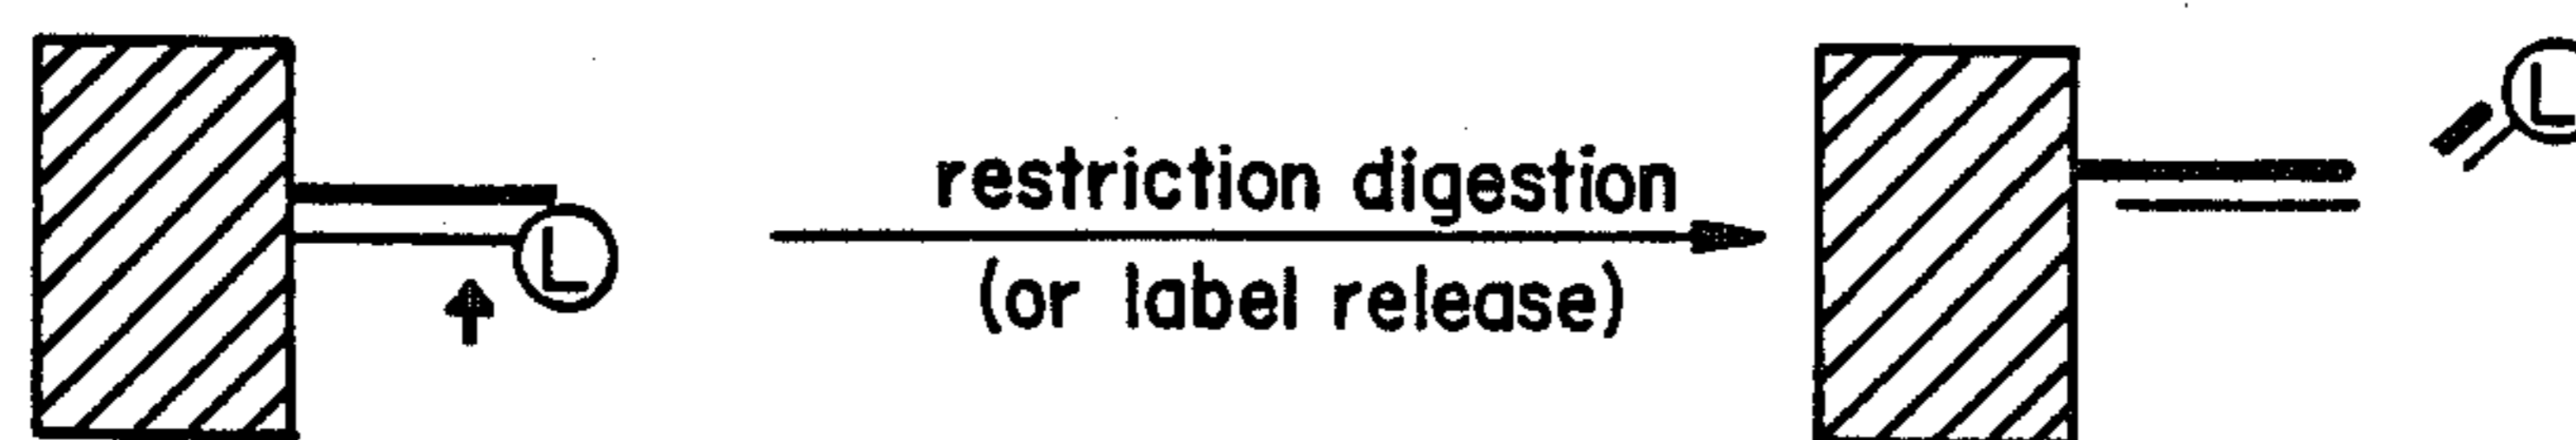 L
restriction digestion
(or label release)
L